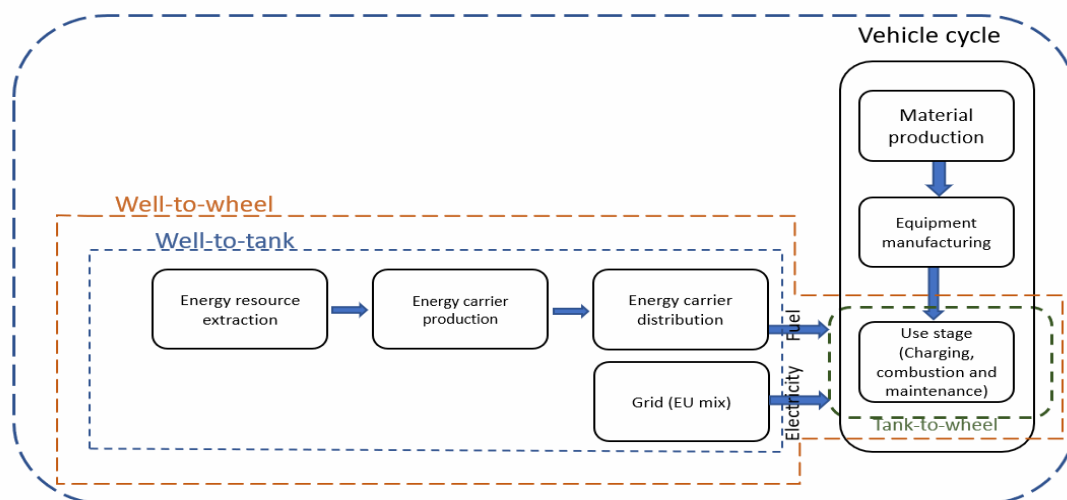 Vehicle cycle
Material
production
Equipment
manufacturing
Well-to-wheel
Well-to-tank
Energy resource
extraction
Energy carrier
production
Energy carrier
distribution
Fuel
Use stage
(Charging,
combustion and
maintenance)
Grid (EU mix)
Electricity
Tank-to-wheel